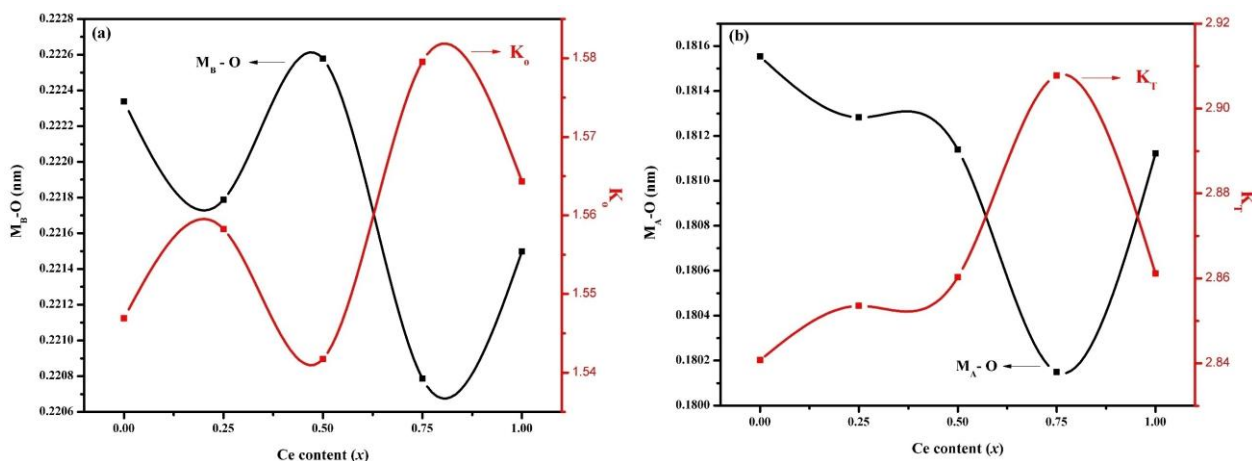 (a)
M_B - O
K_o
M_B-O (nm)
0.2228
0.2226
0.2224
0.2222
0.2220
0.2218
0.2216
0.2214
0.2212
0.2210
0.2208
0.2206
1.58
1.57
1.56
1.55
1.54
K_o
0.00 0.25 0.50 0.75 1.00
Ce content (x)
(b)
K_T
M_A- O
M_A-O (nm)
0.1816
0.1814
0.1812
0.1810
0.1808
0.1806
0.1804
0.1802
0.1800
2.92
2.90
2.88
2.86
2.84
K_T
0.00 0.25 0.50 0.75 1.00
Ce content (x)